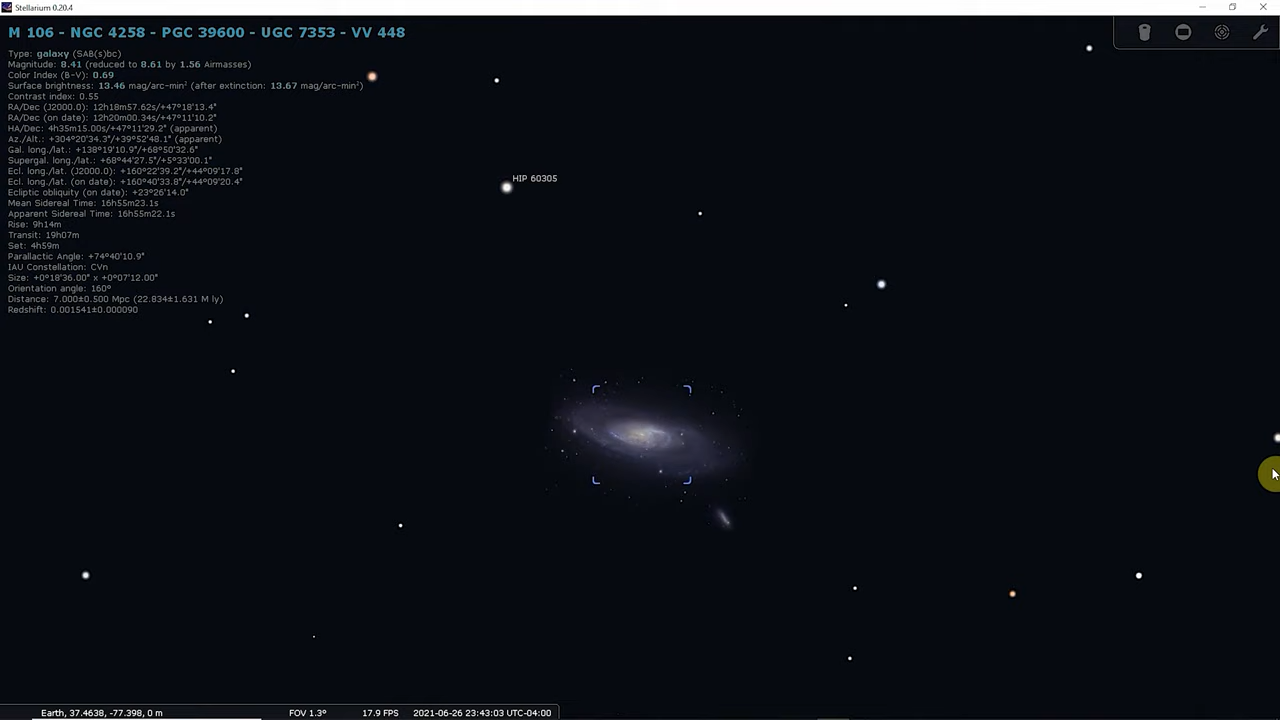 Stellarium 0.20.4
M 106 - NGC 4258 - PGC 39600 - UGC 7353 - VV 448
Type: galaxy (SAB(s)bc)
Magnitude: 8.41 (reduced to 8.61 by 1.56 Airmasses)
Color Index (B-V): 0.69
Surface brightness: 13.46 mag/arc-min² (after extinction: 13.67 mag/arc-min²)
Contrast index: 0.55
RA/Dec (J2000.0): 12h18m57.62s/+47°18'13.4"
RA/Dec (on date): 12h20m00.34s/+47°11'10.2"
HA/Dec: 4h35m15.00s/+47°11'29.2" (apparent)
Az./Alt.: +304°20'34.3"/+39°52'48.1" (apparent)
Gal. long./lat.: +138°19'10.9"/+68°50'32.6"
Supergal. long./lat.: +68°44'27.5"/+5°33'00.1"
Ecl. long./lat. (J2000.0): +160°22'39.2"/+44°09'17.8"
Ecl. long./lat. (on date): +160°40'33.8"/+44°09'20.4"
Ecliptic obliquity (on date): +23°26'14.0"
Mean Sidereal Time: 16h55m23.1s
Apparent Sidereal Time: 16h55m22.1s
Rise: 9h14m
Transit: 19h07m
Set: 4h59m
Parallactic Angle: +74°40'10.9"
IAU Constellation: CVn
Size: +0°18'36.00" x +0°07'12.00"
Orientation angle: 160°
Distance: 7.000±0.500 Mpc (22.834±1.631 M ly)
Redshift: 0.001541±0.000090
HIP 60305
Earth, 37.4638, -77.398, 0 m FOV 1.3° 17.9 FPS 2021-06-26 23:43:03 UTC-04:00